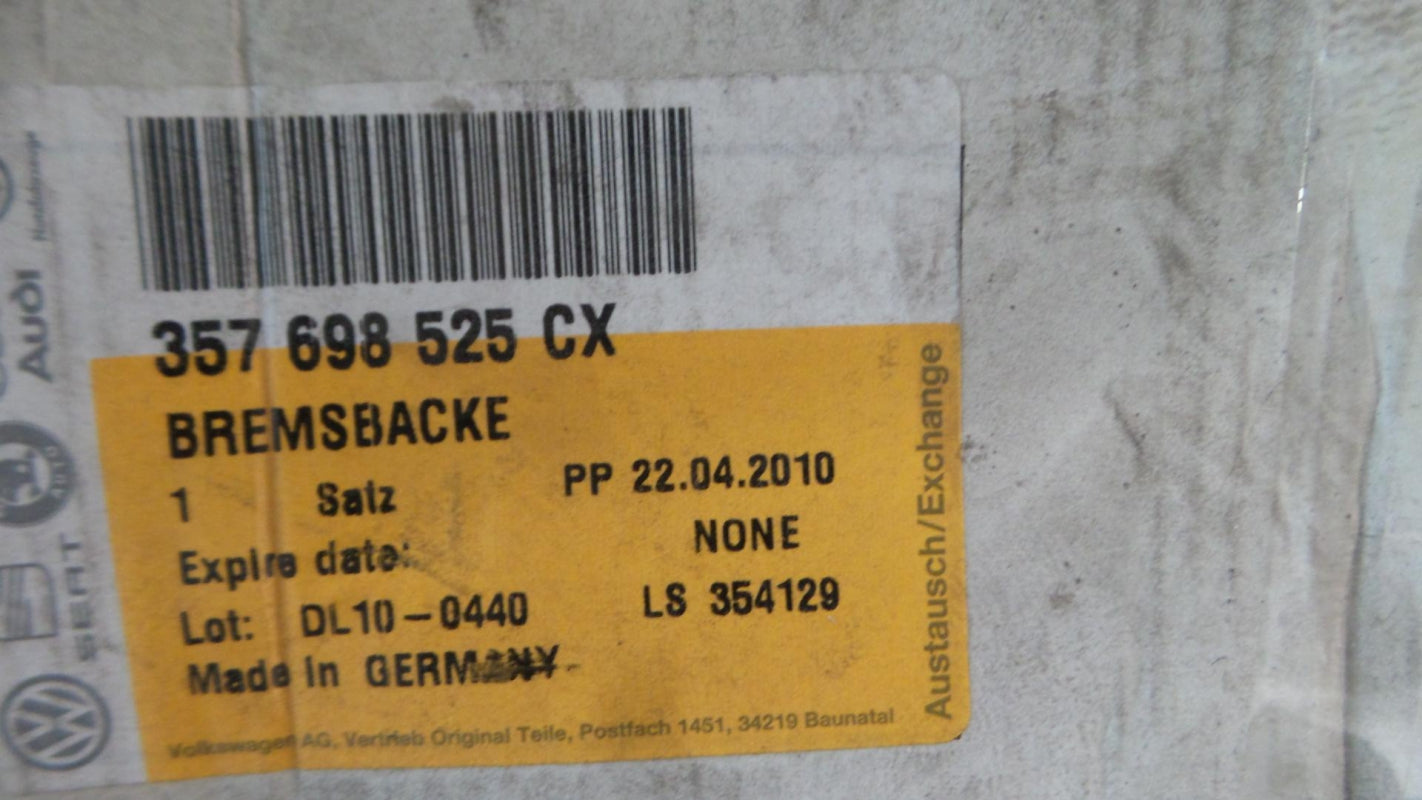 357 698 525 CX
BREMSBACKE
1 Satz PP 22.04.2010
Expire date: NONE
Lot: DL10-0440 LS 354129
Made in GERMANY
Volkswagen AG, Vertrieb Original Teile, Postfach 1451, 34219 Baunatal
Austausch/Exchange
Audi
AUTO
SEAT